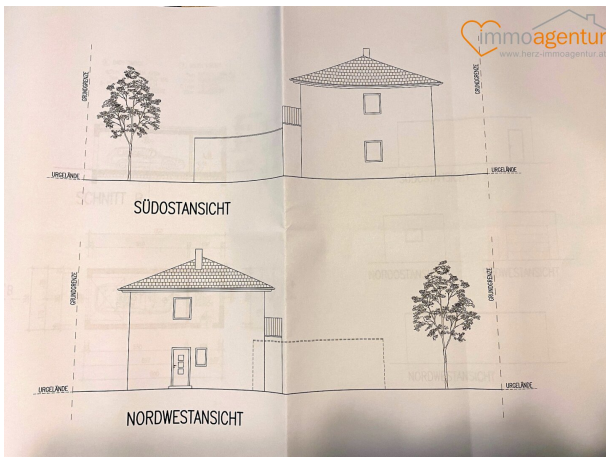 immoagentur
www.herz-immoagentur.at
GRUNDGRENZE
GRUNDGRENZE
URGELÄNDE
URGELÄNDE
SÜDOSTANSICHT
GRUNDGRENZE
GRUNDGRENZE
URGELÄNDE
URGELÄNDE
NORDWESTANSICHT